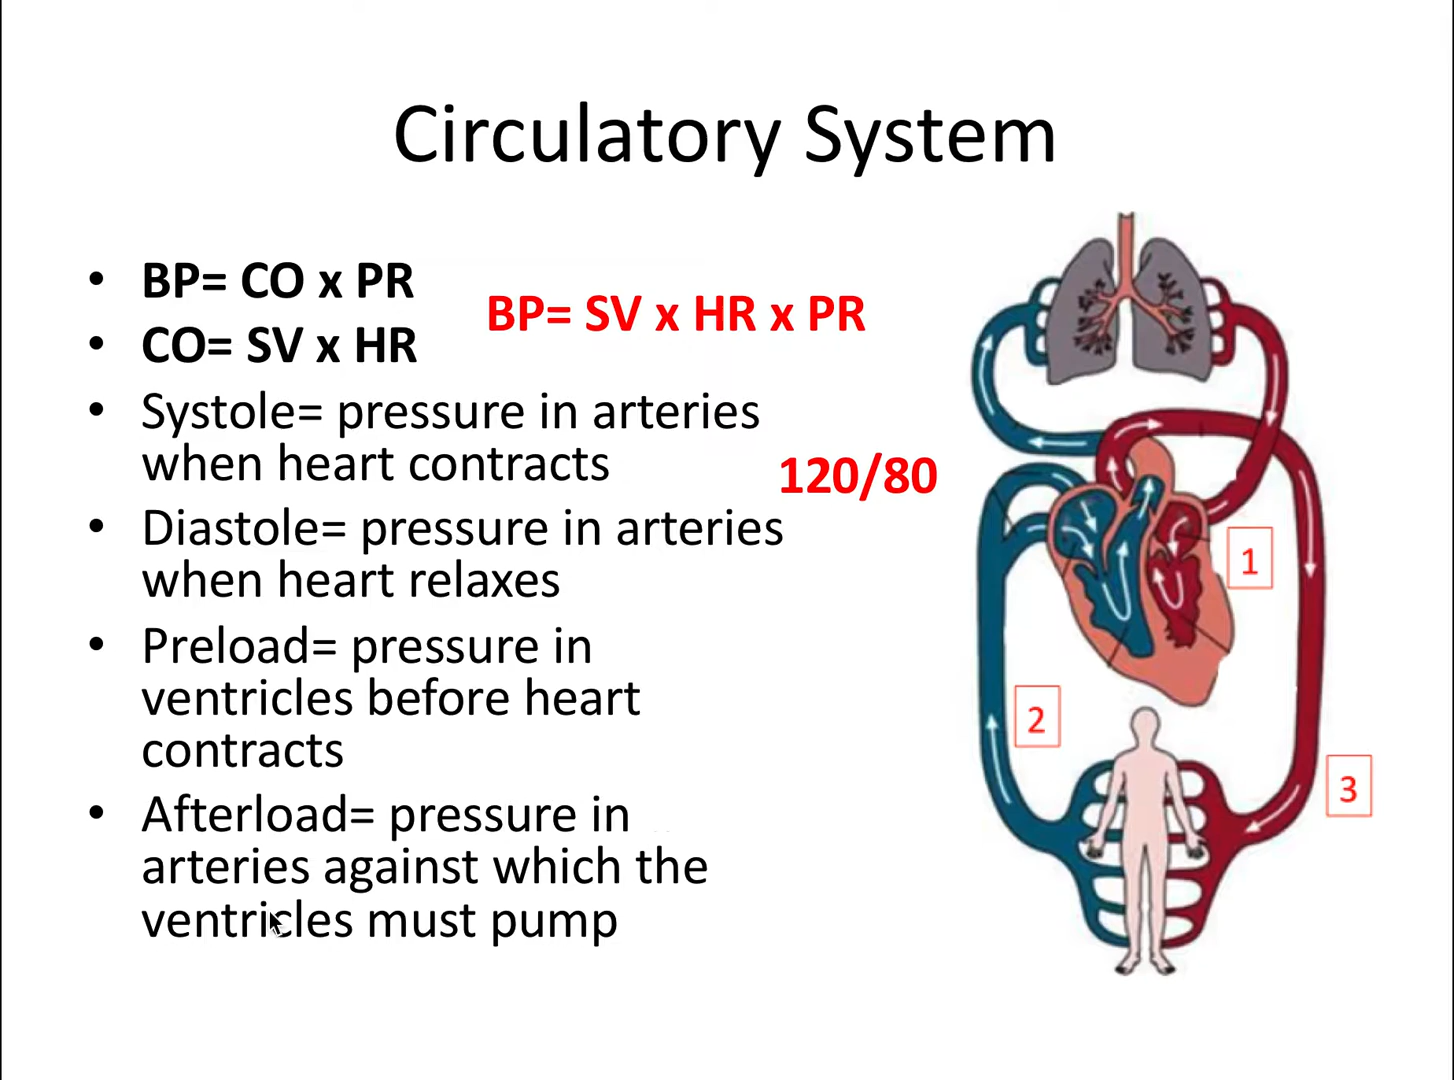 Circulatory System
• BP= CO x PR
BP= SV x HR x PR
• CO= SV x HR
• Systole= pressure in arteries
when heart contracts
120/80
• Diastole= pressure in arteries
when heart relaxes
• Preload= pressure in
ventricles before heart
contracts
• Afterload= pressure in
arteries against which the
ventricles must pump
1
2
3